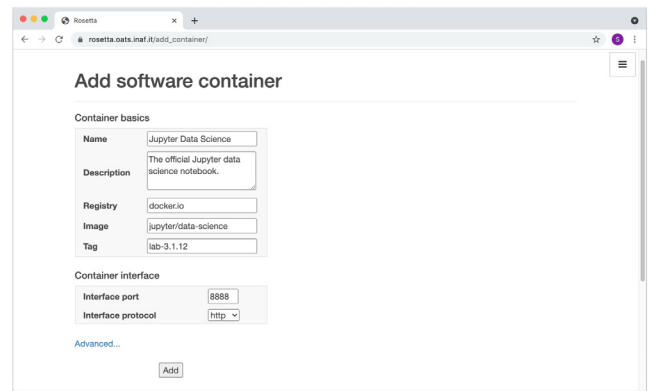 Rosetta
rosetta.oats.inaf.it/add_container/
S
Add software container
Container basics
Name Jupyter Data Science
Description The official Jupyter data
science notebook.
Registry docker.io
Image jupyter/data-science
Tag lab-3.1.12
Container interface
Interface port 8888
Interface protocol http
Advanced...
Add